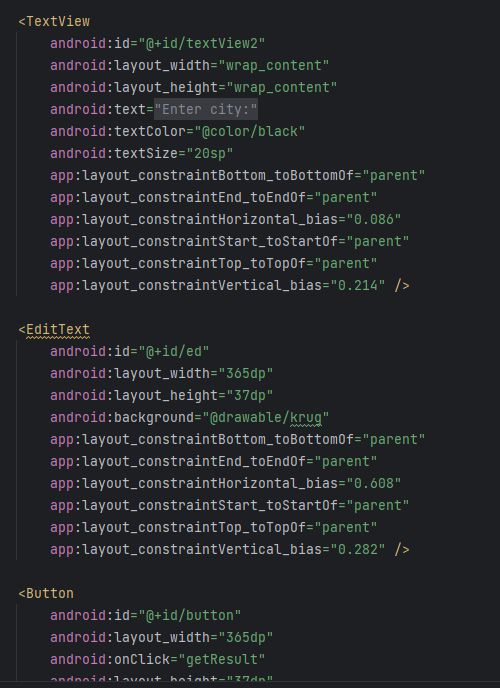 <TextView
android:id="@+id/textView2"
android:layout_width="wrap_content"
android:layout_height="wrap_content"
android:text="Enter city:"
android:textColor="@color/black"
android:textSize="20sp"
app:layout_constraintBottom_toBottomOf="parent"
app:layout_constraintEnd_toEndOf="parent"
app:layout_constraintHorizontal_bias="0.086"
app:layout_constraintStart_toStartOf="parent"
app:layout_constraintTop_toTopOf="parent"
app:layout_constraintVertical_bias="0.214" />
<EditText
android:id="@+id/ed"
android:layout_width="365dp"
android:layout_height="37dp"
android:background="@drawable/krug"
app:layout_constraintBottom_toBottomOf="parent"
app:layout_constraintEnd_toEndOf="parent"
app:layout_constraintHorizontal_bias="0.608"
app:layout_constraintStart_toStartOf="parent"
app:layout_constraintTop_toTopOf="parent"
app:layout_constraintVertical_bias="0.282" />
<Button
android:id="@+id/button"
android:layout_width="365dp"
android:onClick="getResult"
android:layout_height="37dp"